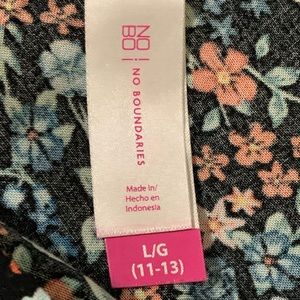 NO!
BO
NO BOUNDARIES
Made in/
Hecho en
Indonesia
L/G
(11-13)